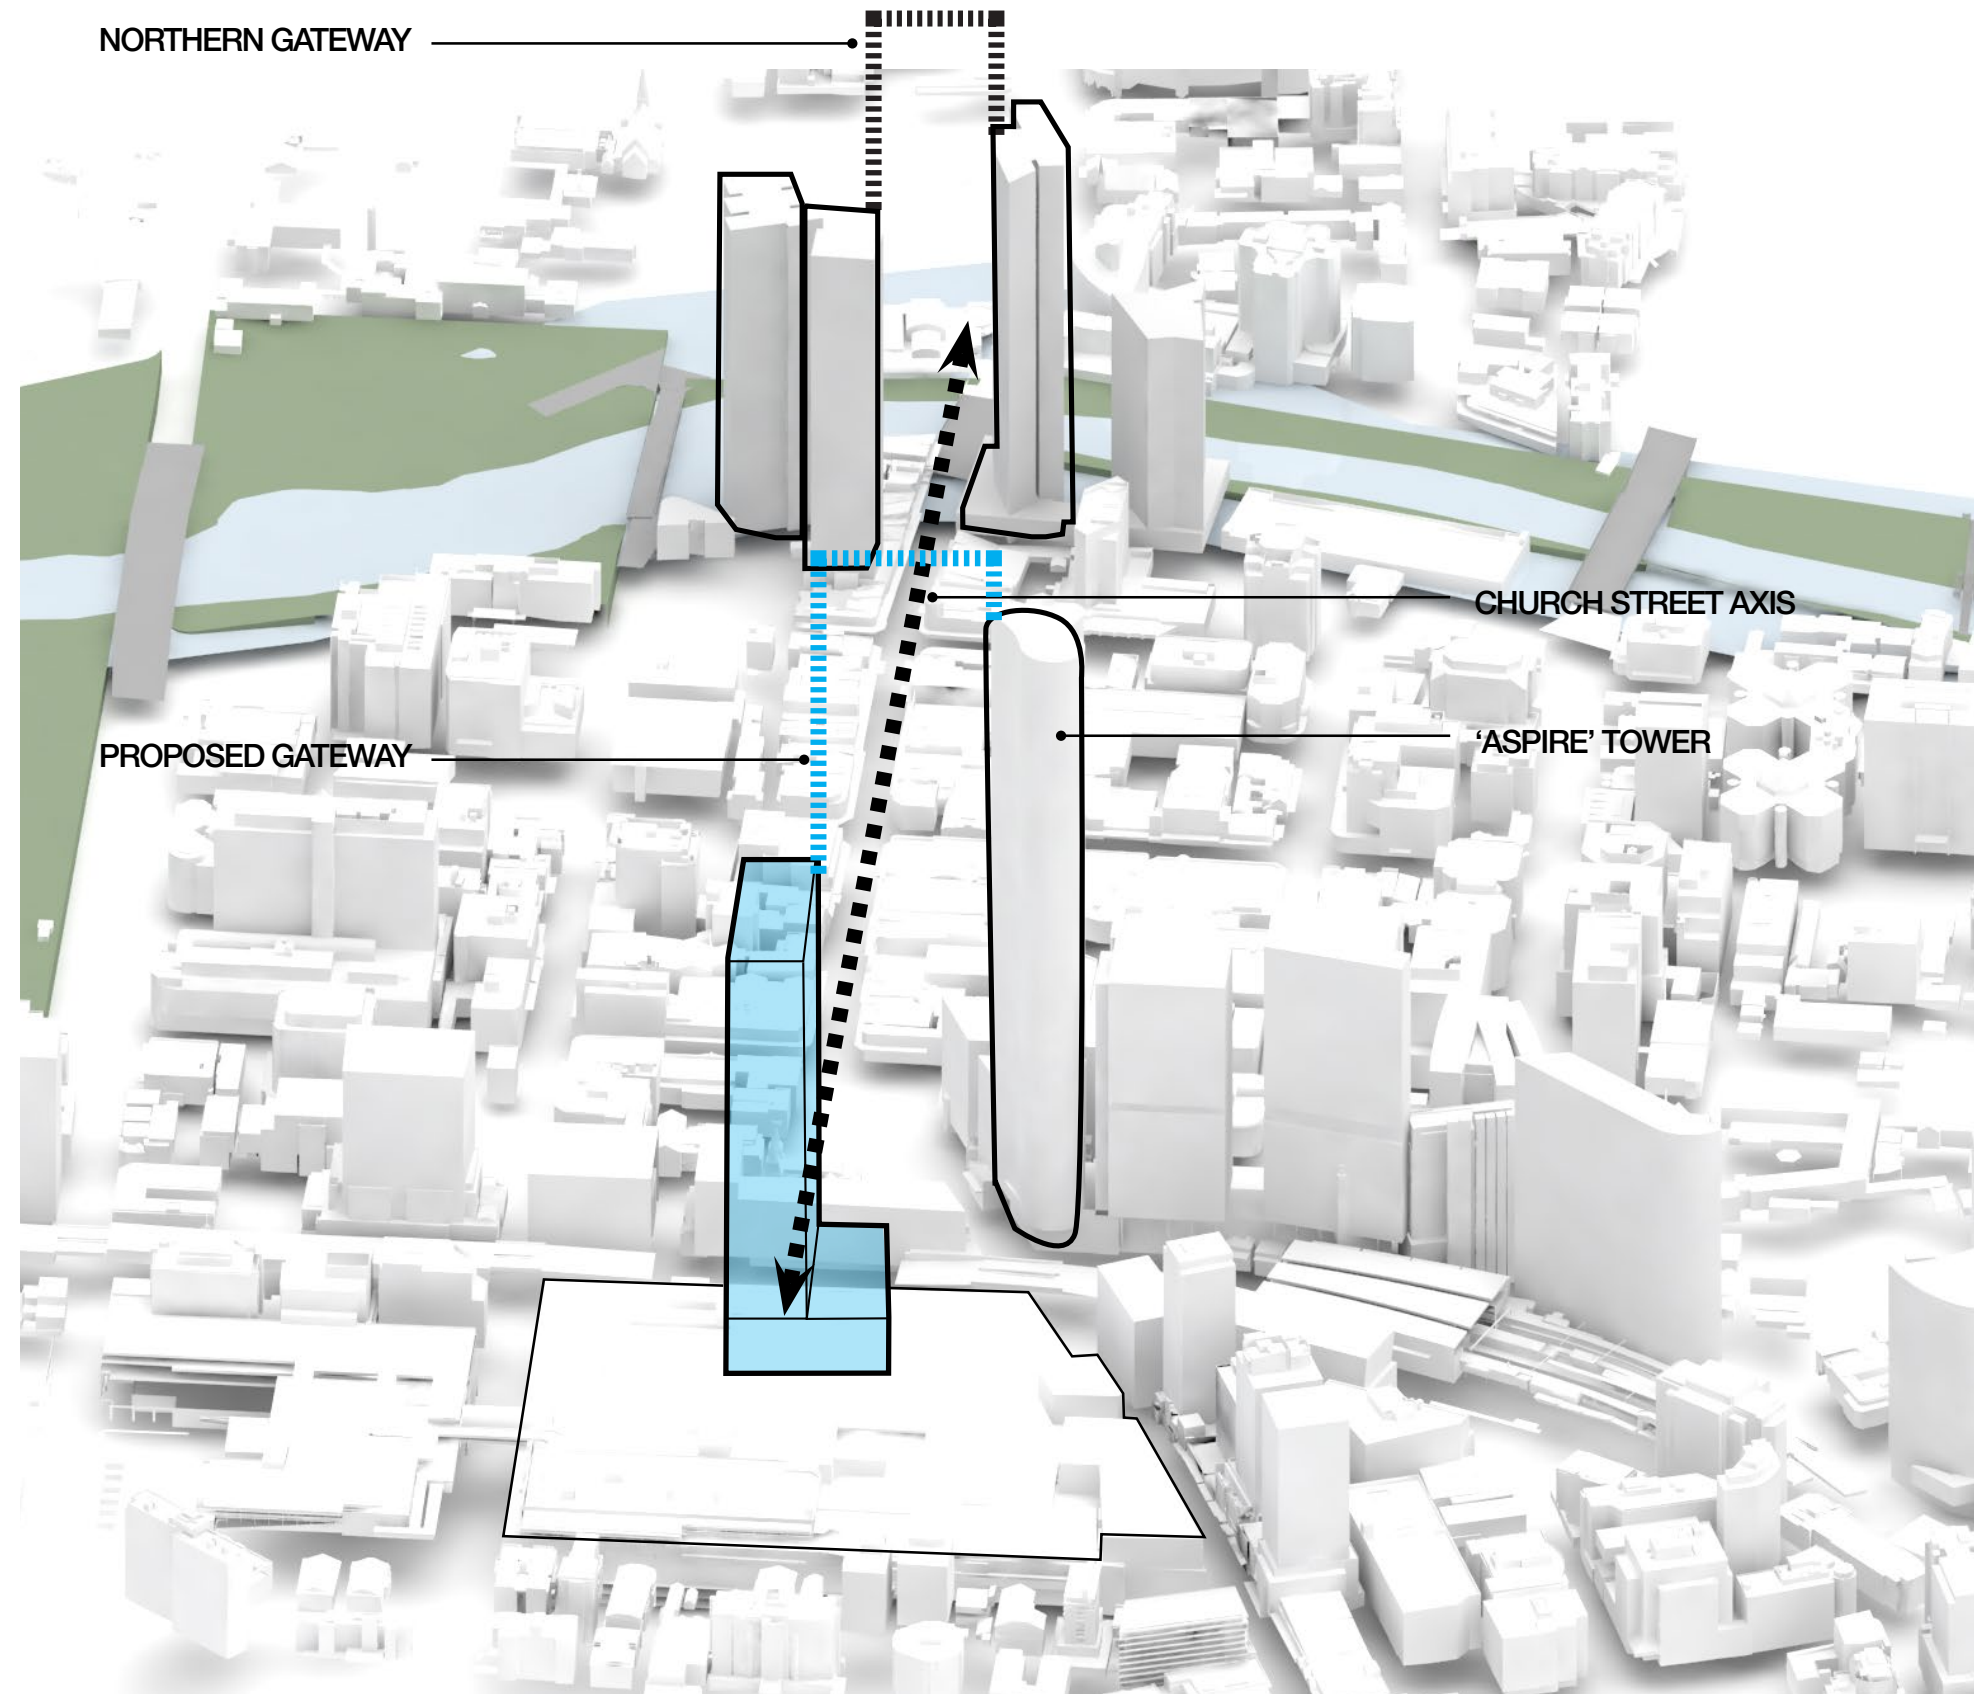 NORTHERN GATEWAY
CHURCH STREET AXIS
'ASPIRE' TOWER
PROPOSED GATEWAY